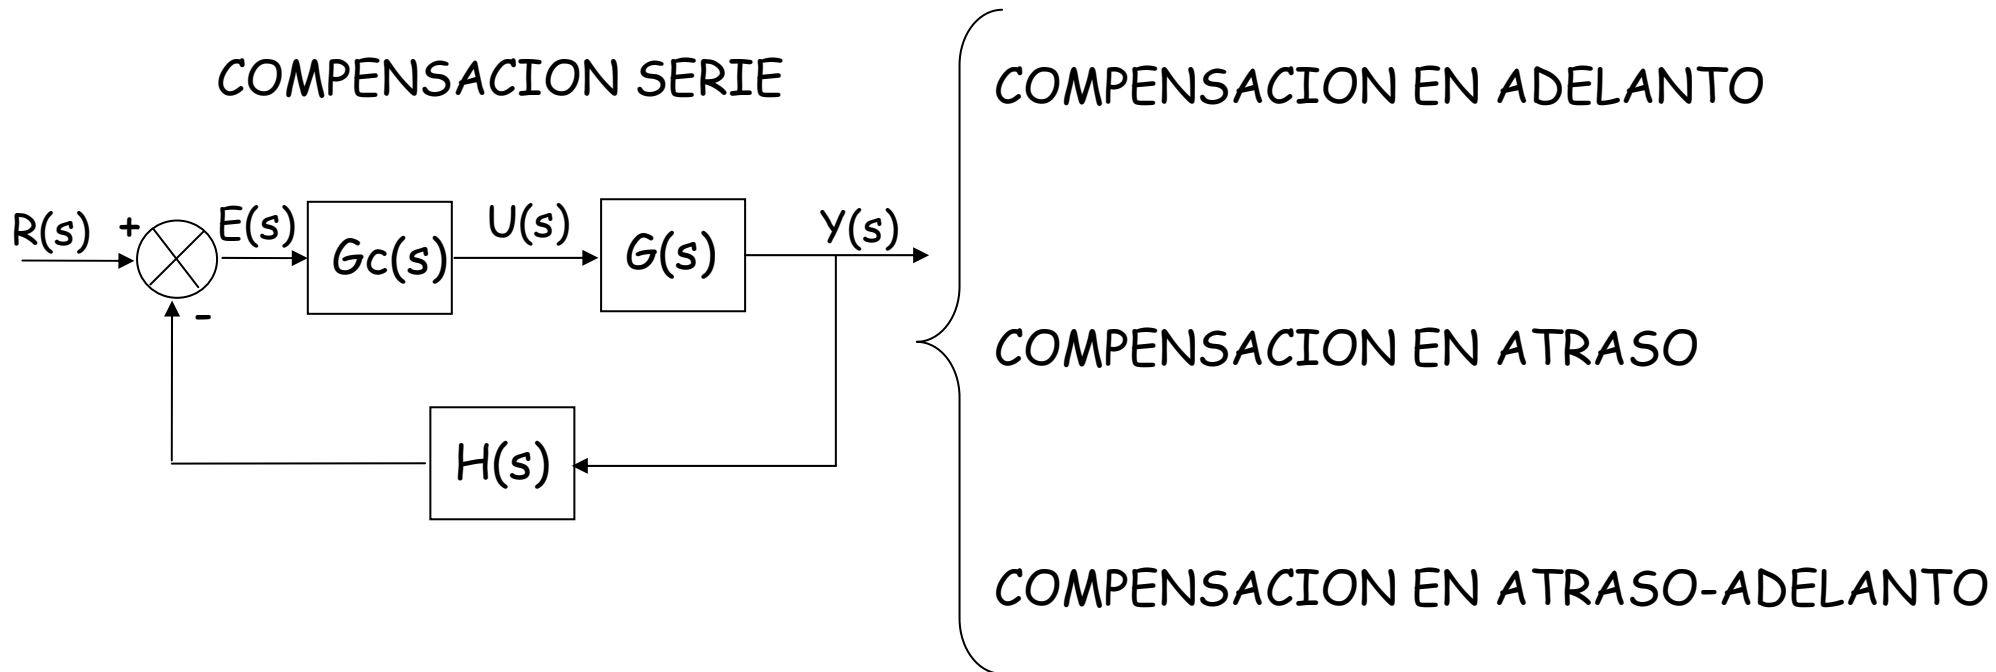 COMPENSACION SERIE
R(s) + E(s) Gc(s) U(s) G(s) Y(s)
-
H(s)
COMPENSACION EN ADELANTO
COMPENSACION EN ATRASO
COMPENSACION EN ATRASO-ADELANTO